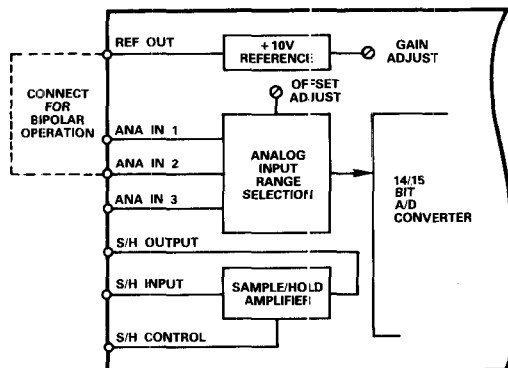 REF OUT
+10V
REFERENCE
GAIN
ADJUST
CONNECT
FOR
BIPOLAR
OPERATION
OFFSET
ADJUST
ANA IN 1
ANA IN 2
ANA IN 3
ANALOG
INPUT
RANGE
SELECTION
14/15
BIT
A/D
CONVERTER
S/H OUTPUT
S/H INPUT
SAMPLE/HOLD
AMPLIFIER
S/H CONTROL